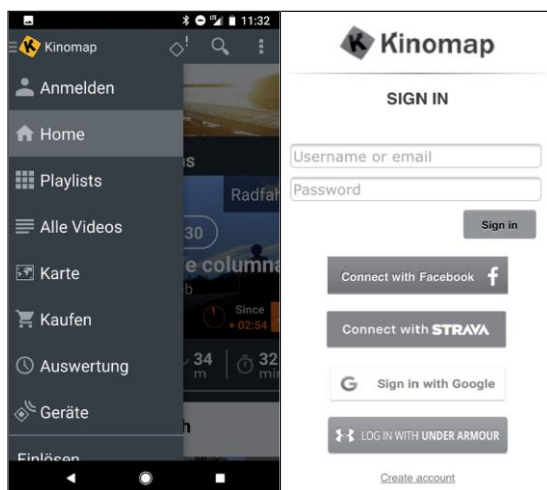 11:32
Kinomap
Anmelden
Home
Playlists
Alle Videos
Karte
Kaufen
Auswertung
Geräte
Einlösen
Radfah
30
e columna
Since
+ 02:54
34
m
32
min
Kinomap
SIGN IN
Username or email
Password
Sign in
Connect with Facebook f
Connect with STRAVA
G Sign in with Google
LOG IN WITH UNDER ARMOUR
Create account